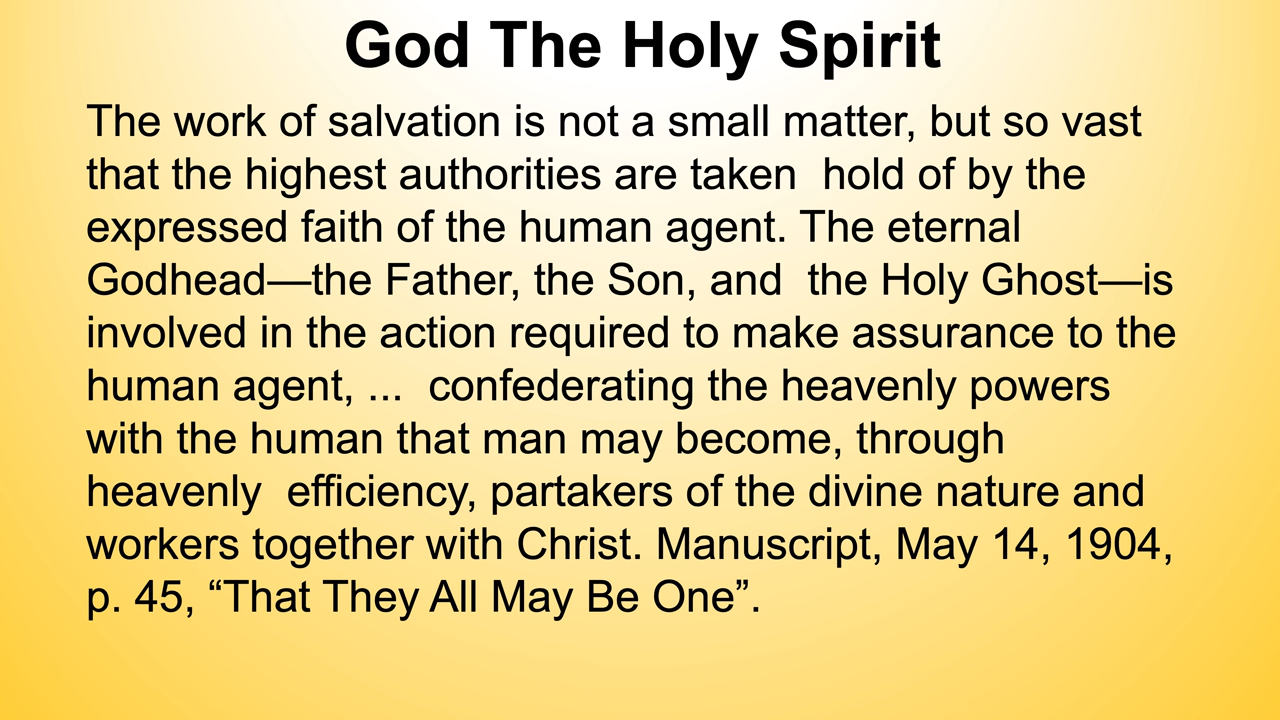 God The Holy Spirit
The work of salvation is not a small matter, but so vast
that the highest authorities are taken  hold of by the
expressed faith of the human agent. The eternal
Godhead—the Father, the Son, and  the Holy Ghost—is
involved in the action required to make assurance to the
human agent, ...  confederating the heavenly powers
with the human that man may become, through
heavenly  efficiency, partakers of the divine nature and
workers together with Christ. Manuscript, May 14, 1904,
p. 45, “That They All May Be One”.